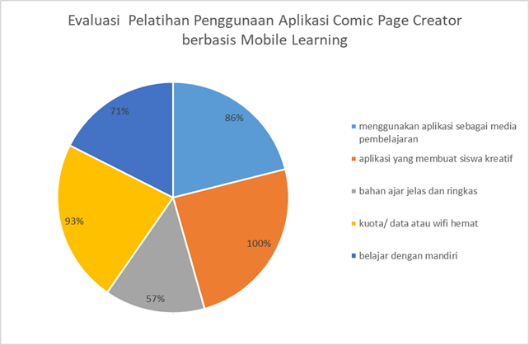 Evaluasi  Pelatihan Penggunaan Aplikasi Comic Page Creator
berbasis Mobile Learning
71%
86%
93%
100%
57%
menggunakan aplikasi sebagai media
pembelajaran
aplikasi yang membuat siswa kreatif
bahan ajar jelas dan ringkas
kuota/ data atau wifi hemat
belajar dengan mandiri